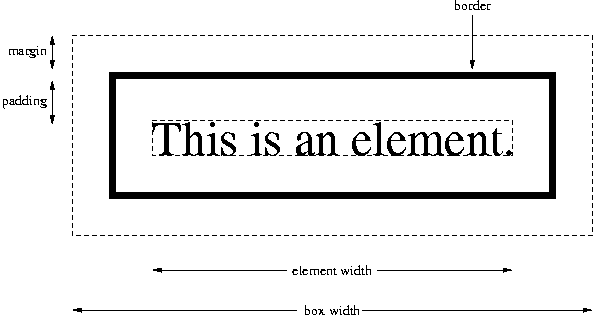 border
margin
padding
This is an element.
element width
box width